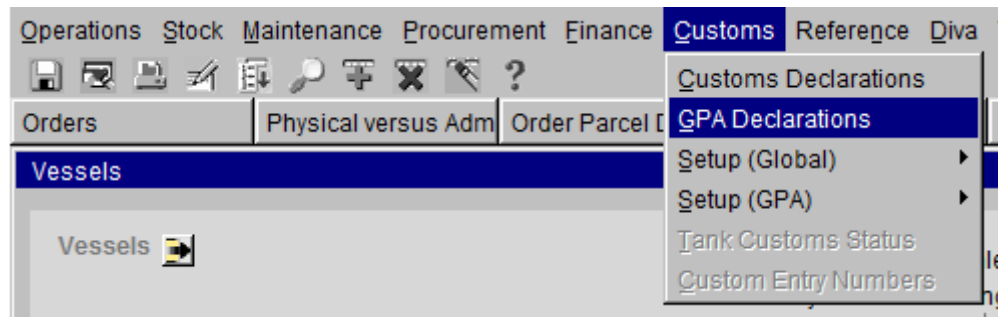 Operations Stock Maintenance Procurement Finance Customs Reference Diva
?
Customs Declarations
Orders Physical versus Adm Order Parcel D
GPA Declarations
Vessels
Setup (Global)
Setup (GPA)
Vessels
Tank Customs Status
Custom Entry Numbers